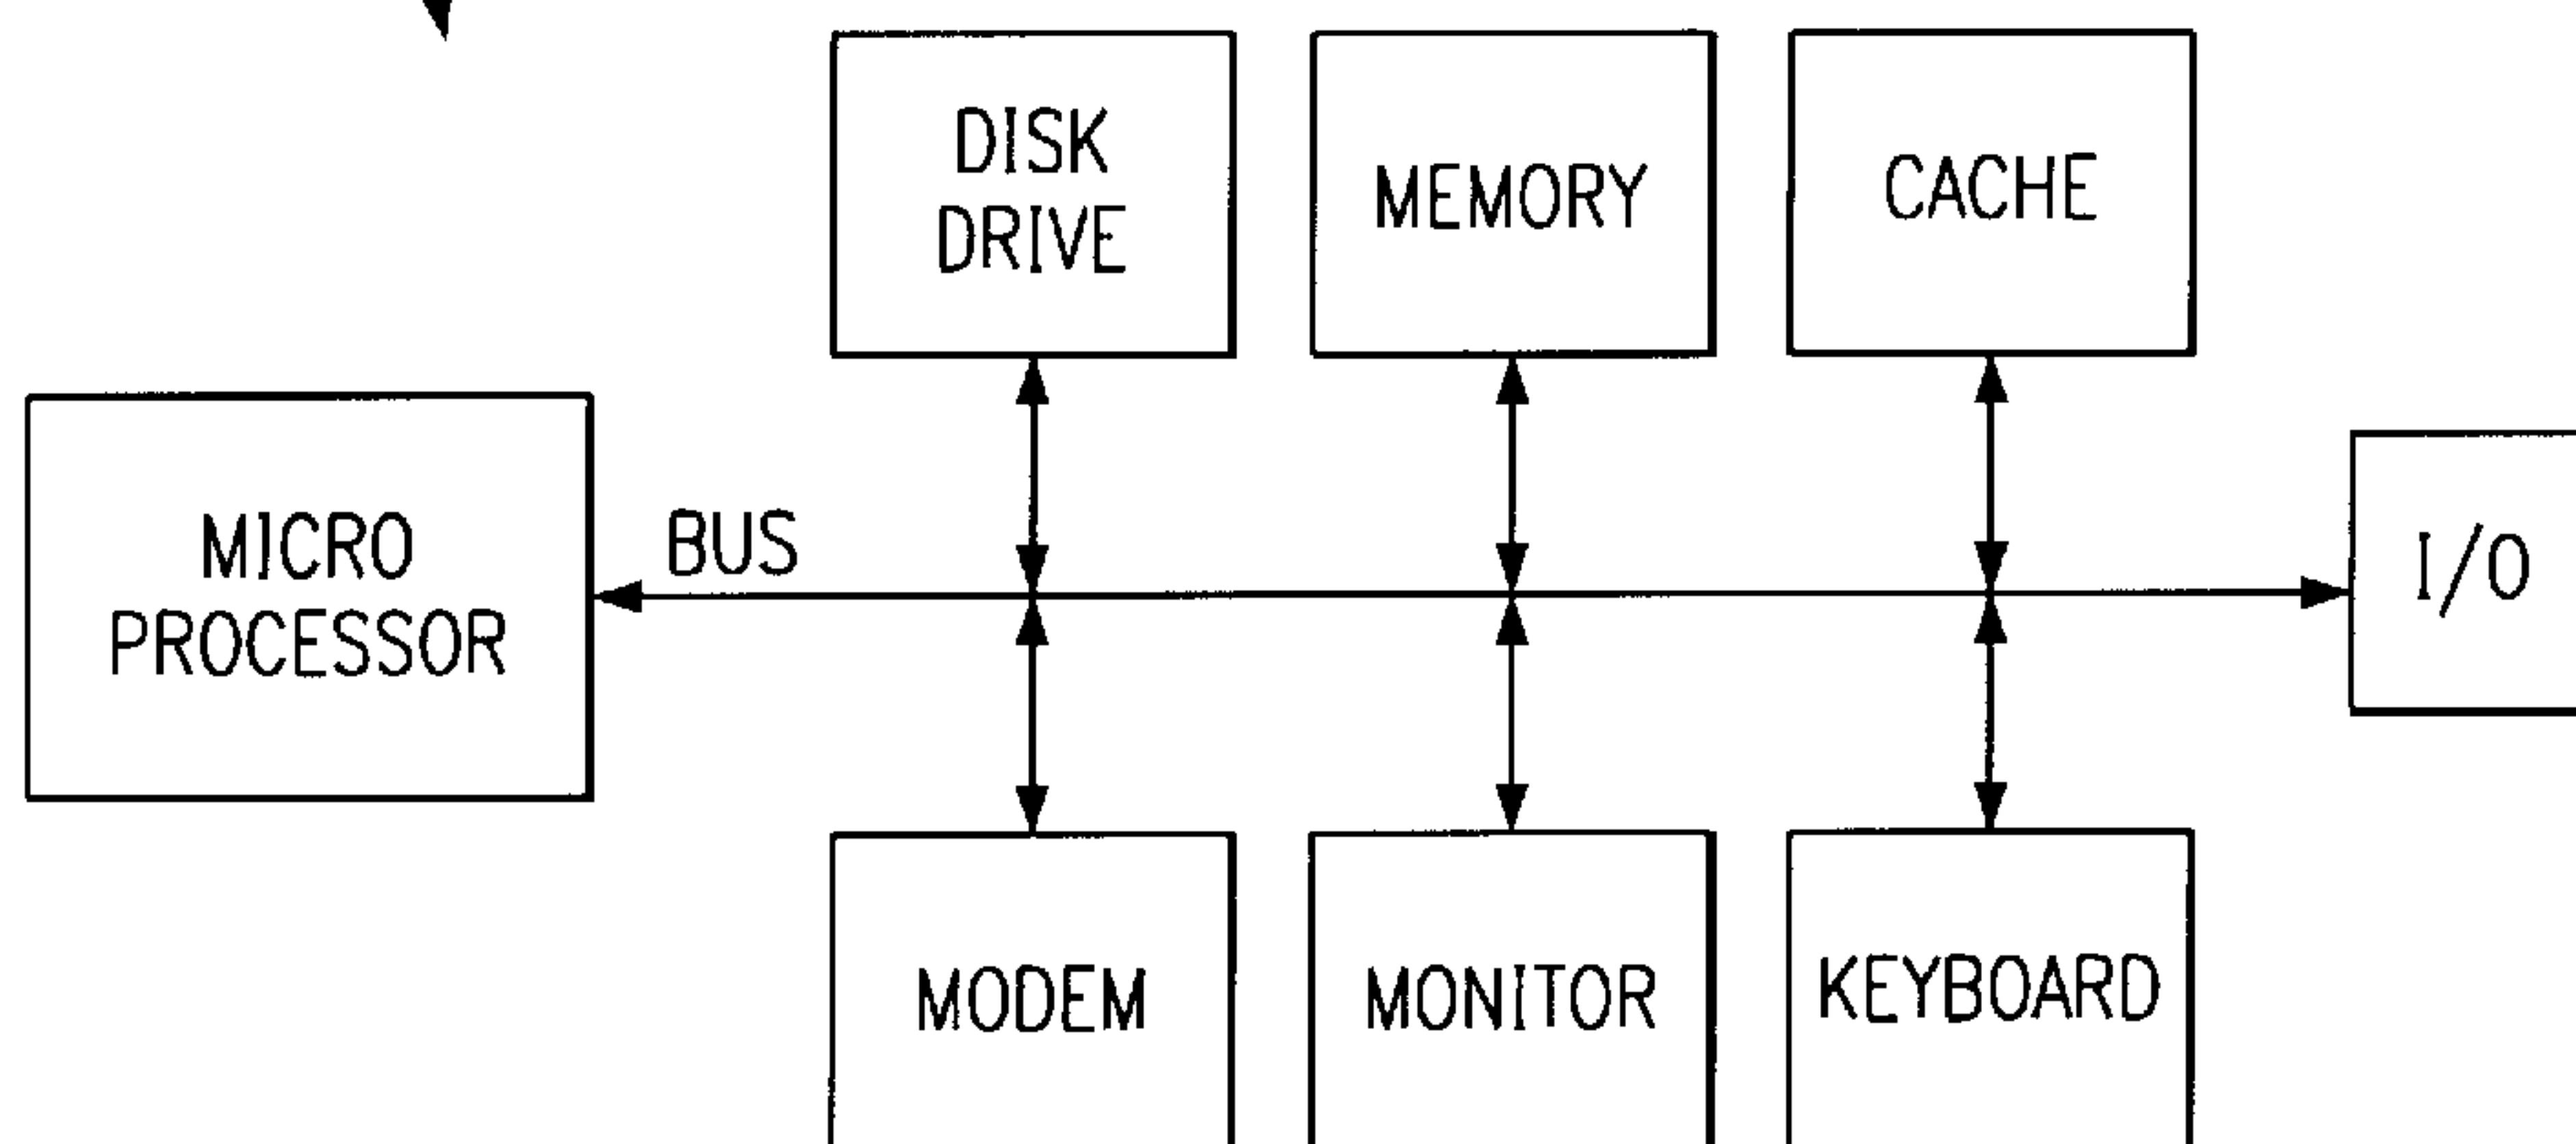 DISK
DRIVE
MEMORY
CACHE
MICRO
PROCESSOR
BUS
I/O
MODEM
MONITOR
KEYBOARD